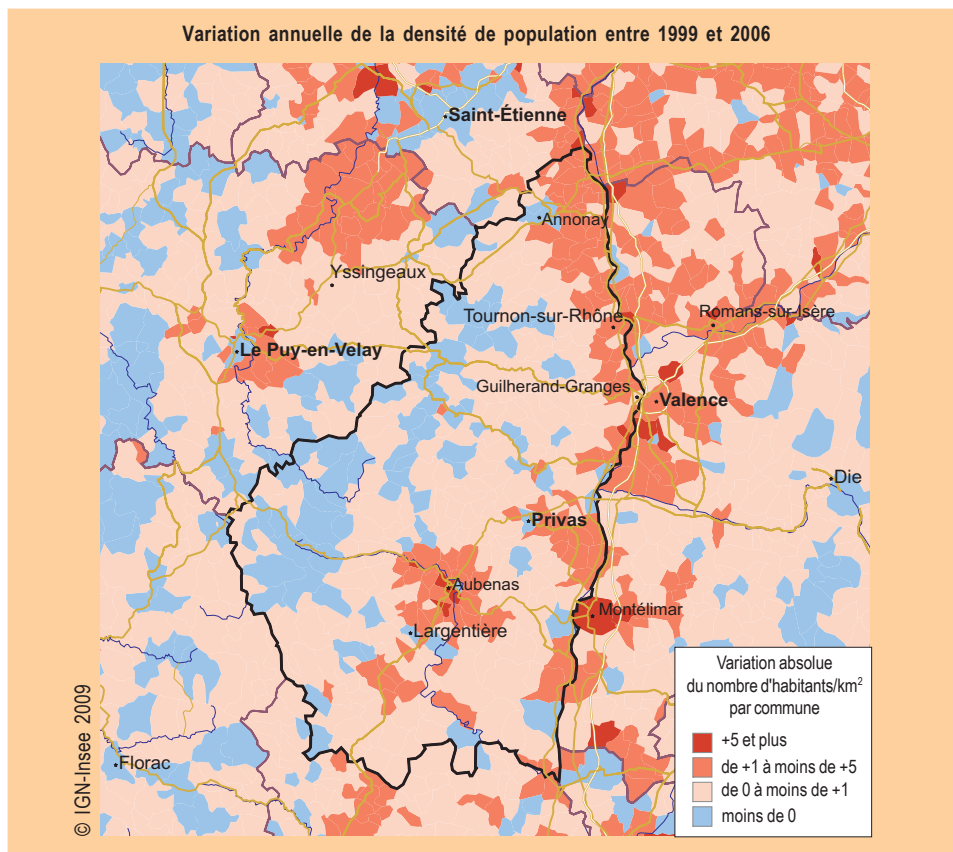 Variation annuelle de la densité de population entre 1999 et 2006
Saint-Étienne
Annonay
Yssingeaux
Tournon-sur-Rhône
Romans-sur-Isère
Le Puy-en-Velay
Guilherand-Granges
Valence
Die
Privas
Aubenas
Montélimar
Largentière
Florac
Variation absolue
du nombre d'habitants/km²
par commune
+5 et plus
de +1 à moins de +5
de 0 à moins de +1
moins de 0
© IGN-Insee 2009